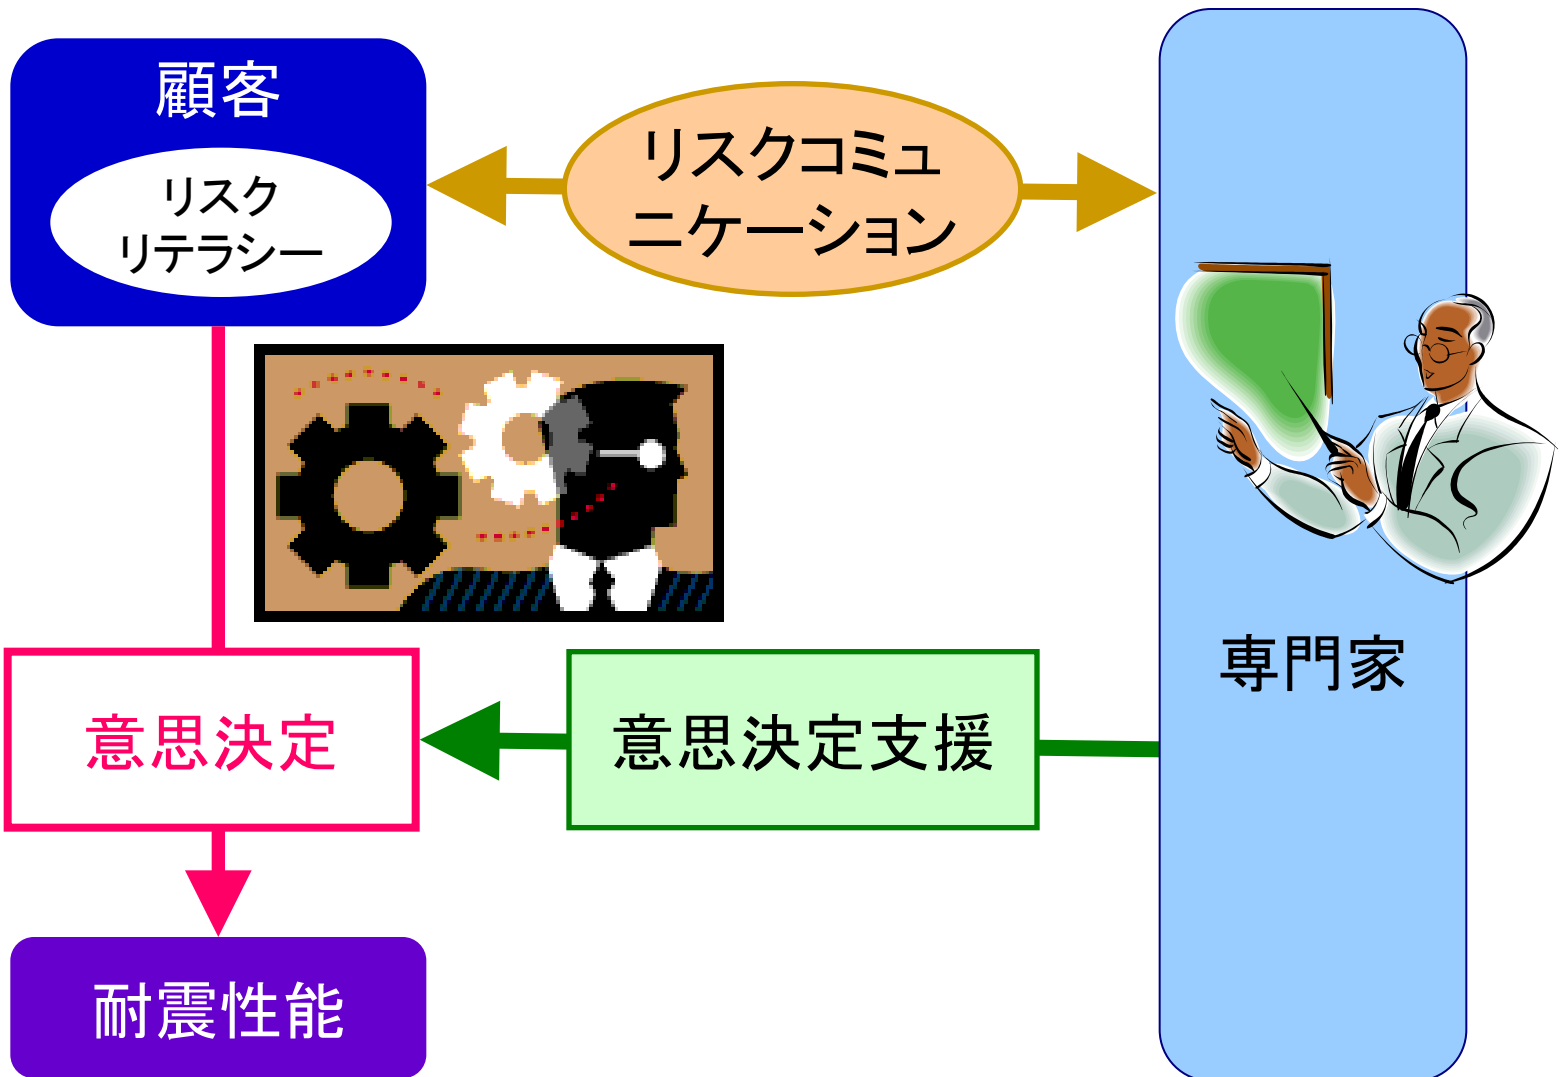 顧客
リスク
リテラシー
リスクコミュ
ニケーション
専門家
意思決定
意思決定支援
耐震性能